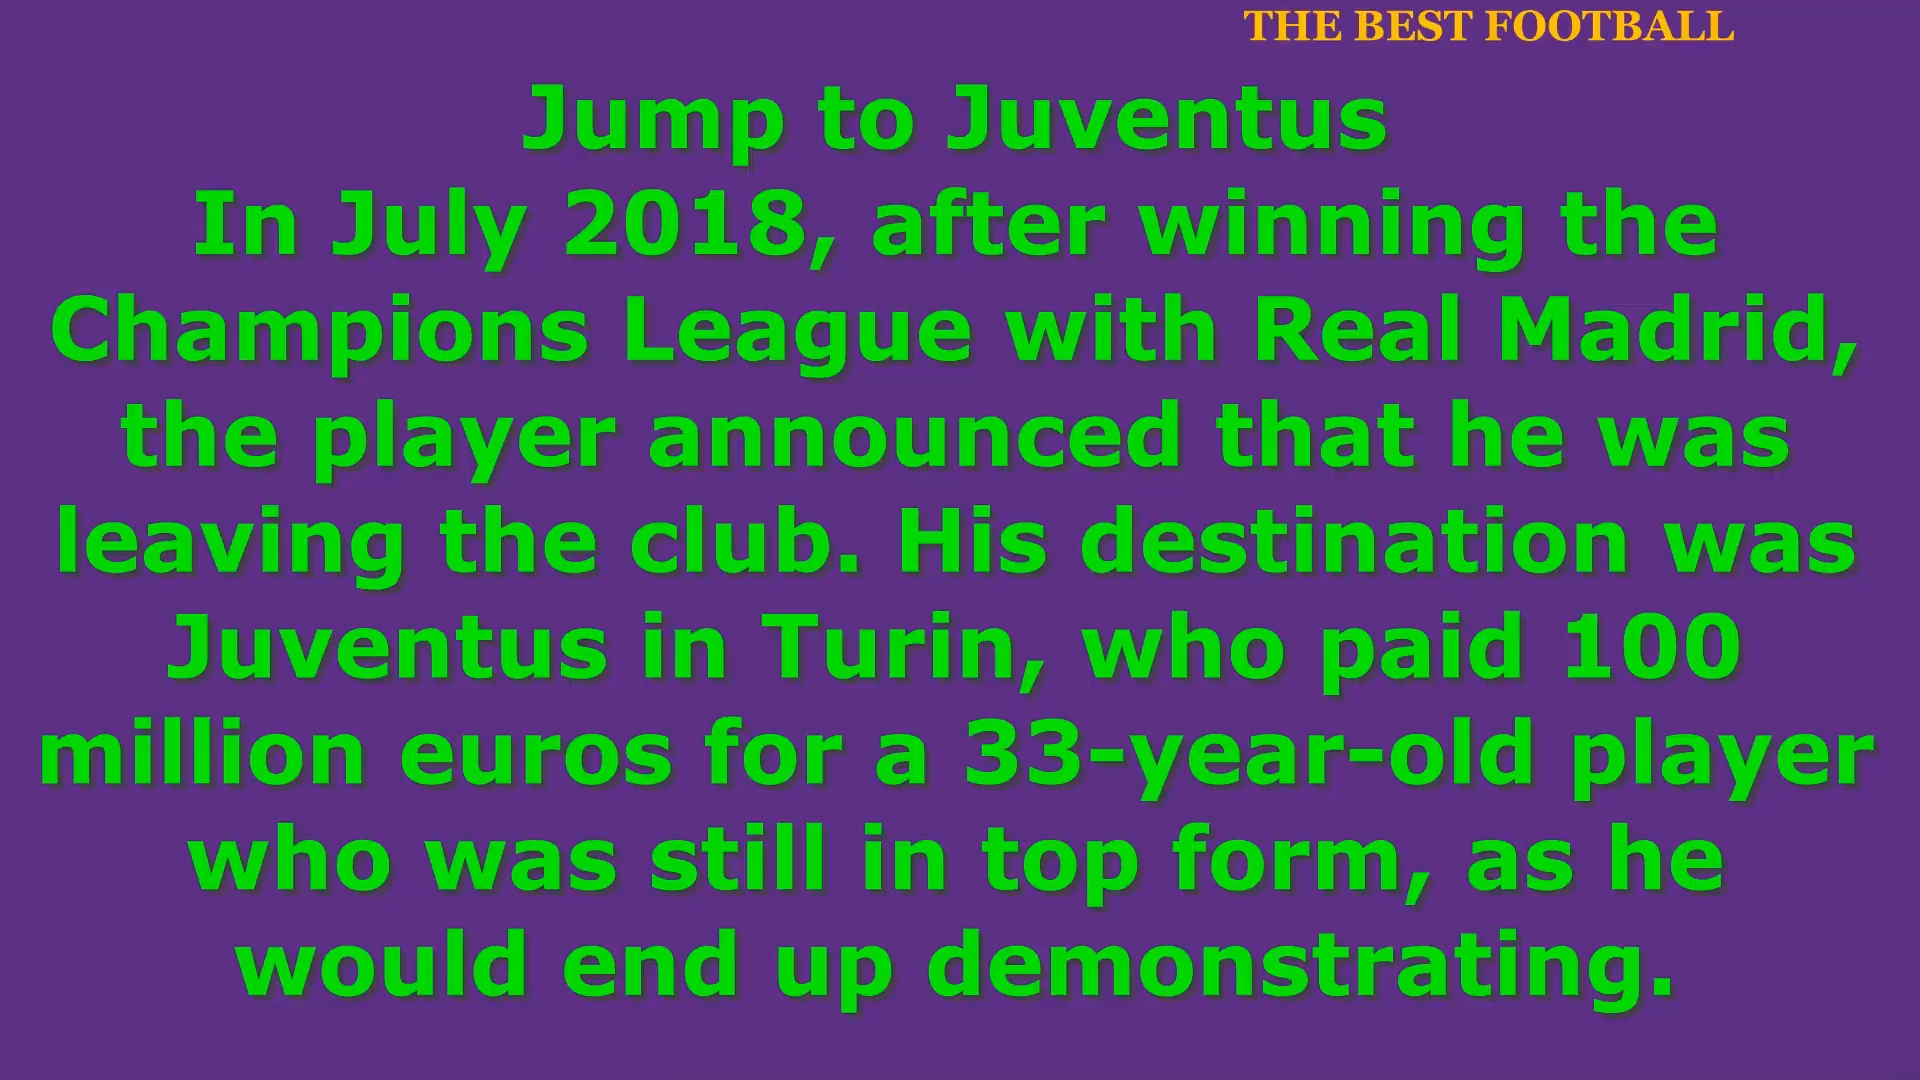 THE BEST FOOTBALL
Jump to Juventus
In July 2018, after winning the
Champions League with Real Madrid,
the player announced that he was
leaving the club. His destination was
Juventus in Turin, who paid 100
million euros for a 33-year-old player
who was still in top form, as he
would end up demonstrating.